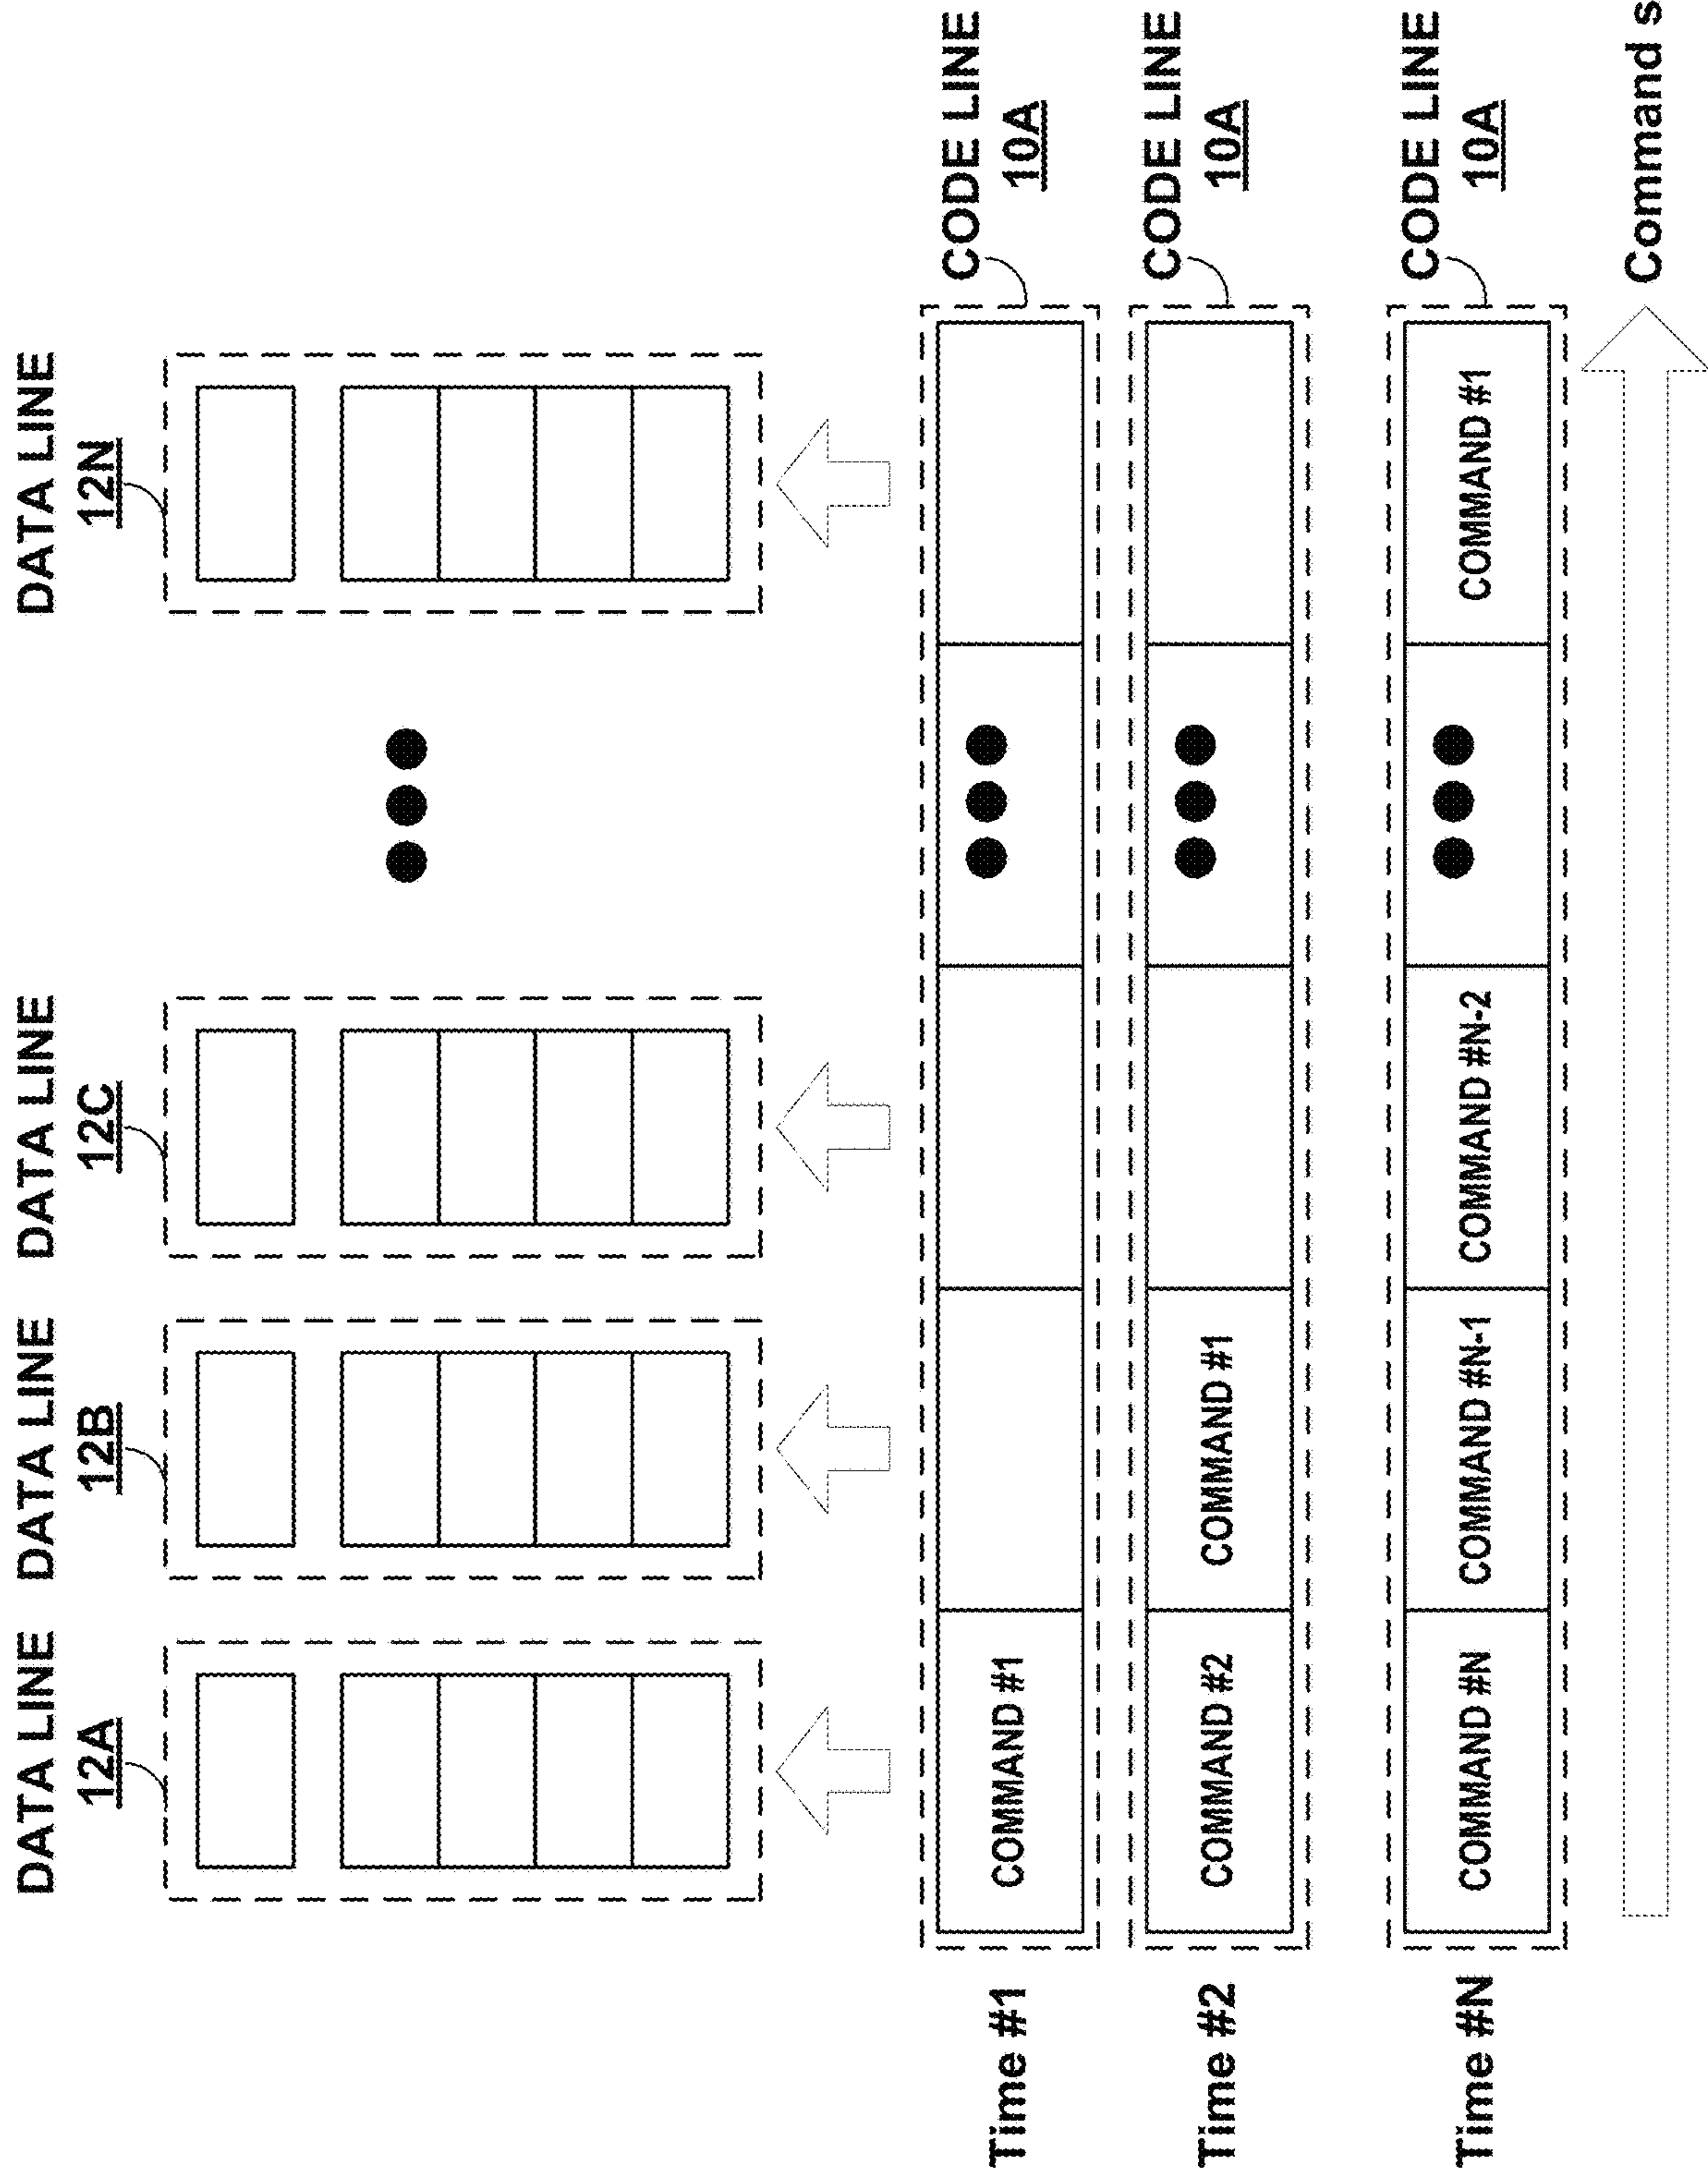 DATA LINE
12A
DATA LINE
12B
DATA LINE
12C
DATA LINE
12N
Time #1
COMMAND #1
CODE LINE
10A
Time #2
COMMAND #2
COMMAND #1
CODE LINE
10A
Time #N
COMMAND #N
COMMAND #N-1
COMMAND #N-2
COMMAND #1
CODE LINE
10A
Command s